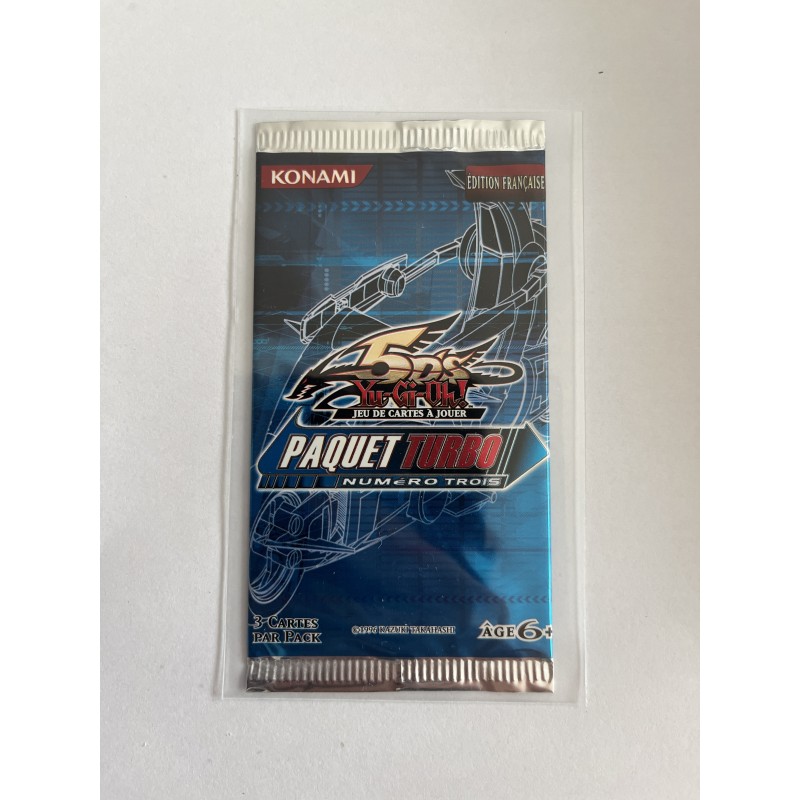 KONAMI
EDITION FRANÇAISE
5D's
Yu-Gi-Oh!
JEU DE CARTES À JOUER
PAQUET TURBO
NUMéRO TROIS
3 CARTES
PAR PACK
©1996 KAZUKI TAKAHASHI
ÂGE 6+